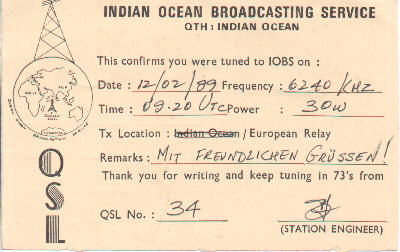 INDIAN OCEAN BROADCASTING SERVICE
QTH: INDIAN OCEAN
This confirms you were tuned to IOBS on :
Date : 12/02/89 Frequency : 6240 KHZ
Time : 09.20 UTC Power : 30W
Tx Location : Indian Ocean / European Relay
Remarks : MIT FREUNDLICHEN GRÜSSEN!
Thank you for writing and keep tuning in 73's from
QSL No. : 34
(STATION ENGINEER)
QSL